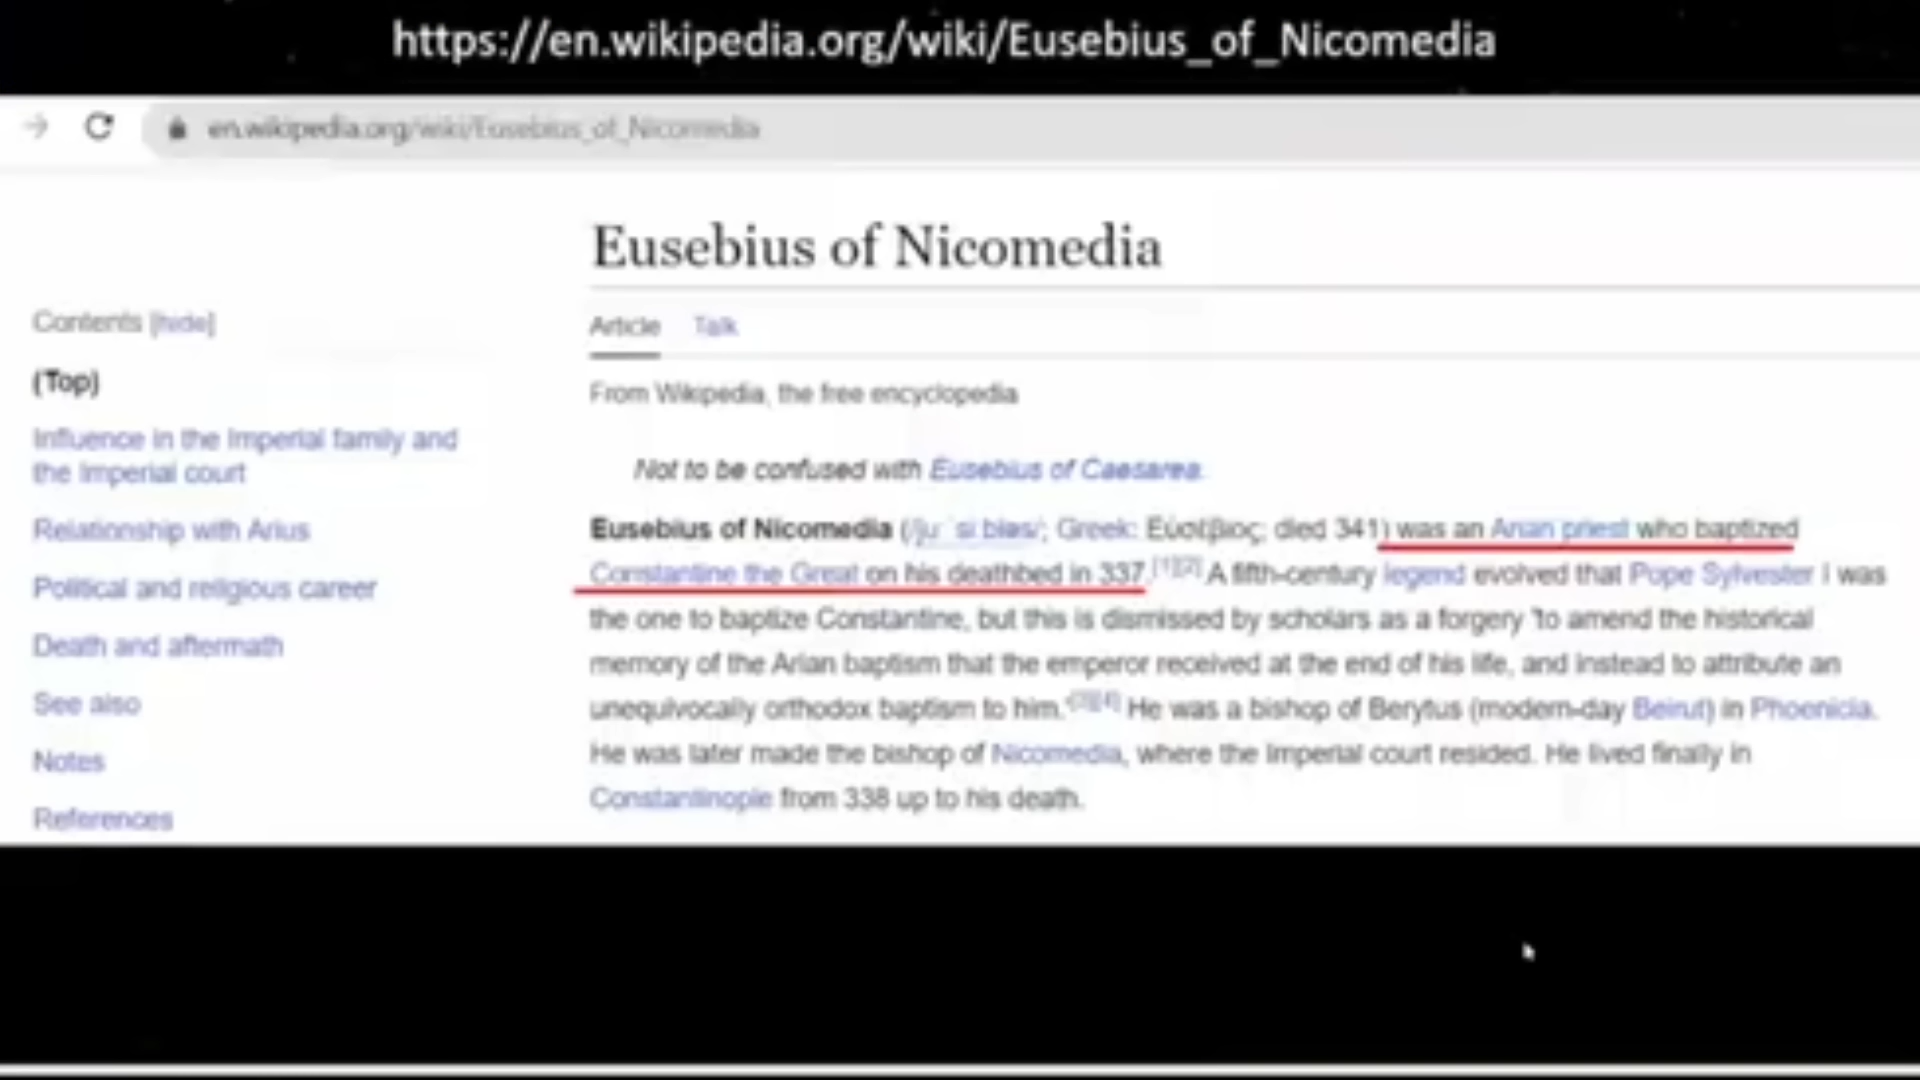 https://en.wikipedia.org/wiki/Eusebius_of_Nicomedia
en.wikipedia.org/wiki/Eusebius_of_Nicomedia
Eusebius of Nicomedia
Contents [hide]
Article Talk
(Top)
From Wikipedia, the free encyclopedia
Influence in the Imperial family and
the Imperial court
Not to be confused with Eusebius of Caesarea.
Relationship with Arius
Political and religious career
Death and aftermath
See also
Notes
References
Eusebius of Nicomedia ( Greek: Εὐσέβιος; died 341) was an Arian priest who baptized
Constantine the Great on his deathbed in 337.[1][2] A fifth-century legend evolved that Pope Sylvester I was
the one to baptize Constantine, but this is dismissed by scholars as a forgery "to amend the historical
memory of the Arian baptism that the emperor received at the end of his life, and instead to attribute an
unequivocally orthodox baptism to him."[3][4] He was a bishop of Berytus (modern-day Beirut) in Phoenicia.
He was later made the bishop of Nicomedia, where the Imperial court resided. He lived finally in
Constantinople from 338 up to his death.